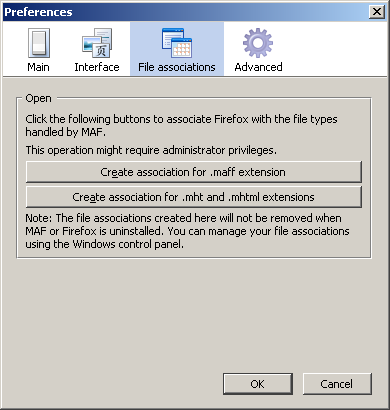 Preferences
Main
Interface
File associations
Advanced
Open
Click the following buttons to associate Firefox with the file types
handled by MAF.
This operation might require administrator privileges.
Create association for .maff extension
Create association for .mht and .mhtml extensions
Note: The file associations created here will not be removed when
MAF or Firefox is uninstalled. You can manage your file associations
using the Windows control panel.
OK
Cancel